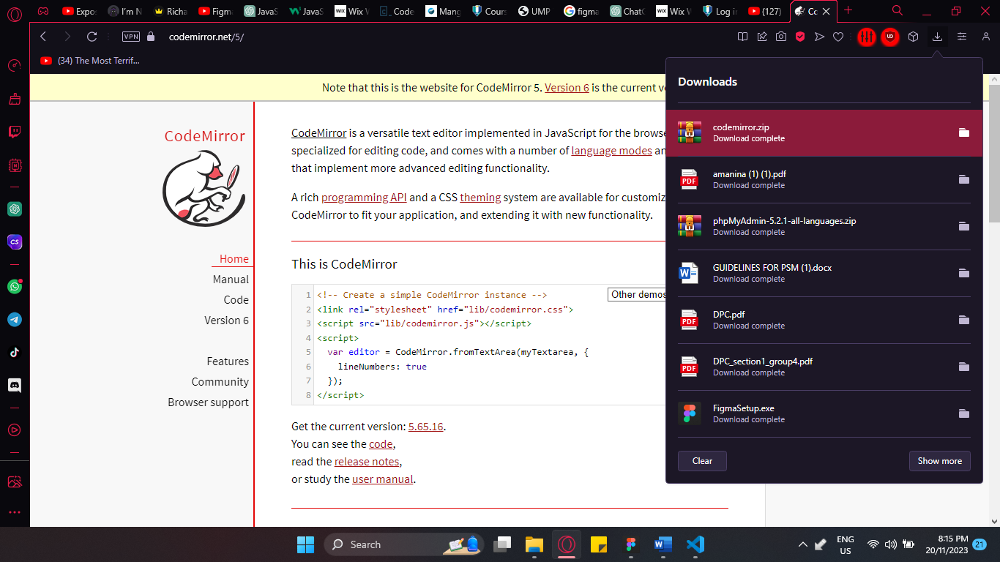 Expos
I'm N
Richa
Figm
JavaS
JavaS
WIX Wix W
Code
Mang
Cours
UMP
figma
ChatG
WIX Wix W
Log in
(127)
Co
VPN
codemirror.net/5/
(34) The Most Terrif...
Note that this is the website for CodeMirror 5. Version 6 is the current ve
CodeMirror
Home
Manual
Code
Version 6
Features
Community
Browser support
CodeMirror is a versatile text editor implemented in JavaScript for the browse
specialized for editing code, and comes with a number of language modes an
that implement more advanced editing functionality.
A rich programming API and a CSS theming system are available for customiz
CodeMirror to fit your application, and extending it with new functionality.
This is CodeMirror
Other demos
1 <!-- Create a simple CodeMirror instance -->
2 <link rel="stylesheet" href="lib/codemirror.css">
3 <script src="lib/codemirror.js"></script>
4 <script>
5 var editor = CodeMirror.fromTextArea(myTextarea, {
6 lineNumbers: true
7 });
8 </script>
Get the current version: 5.65.16.
You can see the code,
read the release notes,
or study the user manual.
Downloads
codemirror.zip
Download complete
PDF
amanina (1) (1).pdf
Download complete
phpMyAdmin-5.2.1-all-languages.zip
Download complete
W
GUIDELINES FOR PSM (1).docx
Download complete
PDF
DPC.pdf
Download complete
PDF
DPC_section1_group4.pdf
Download complete
FigmaSetup.exe
Download complete
Clear
Show more
CS
UD
Search
W
ENG
US
8:15 PM
20/11/2023
21